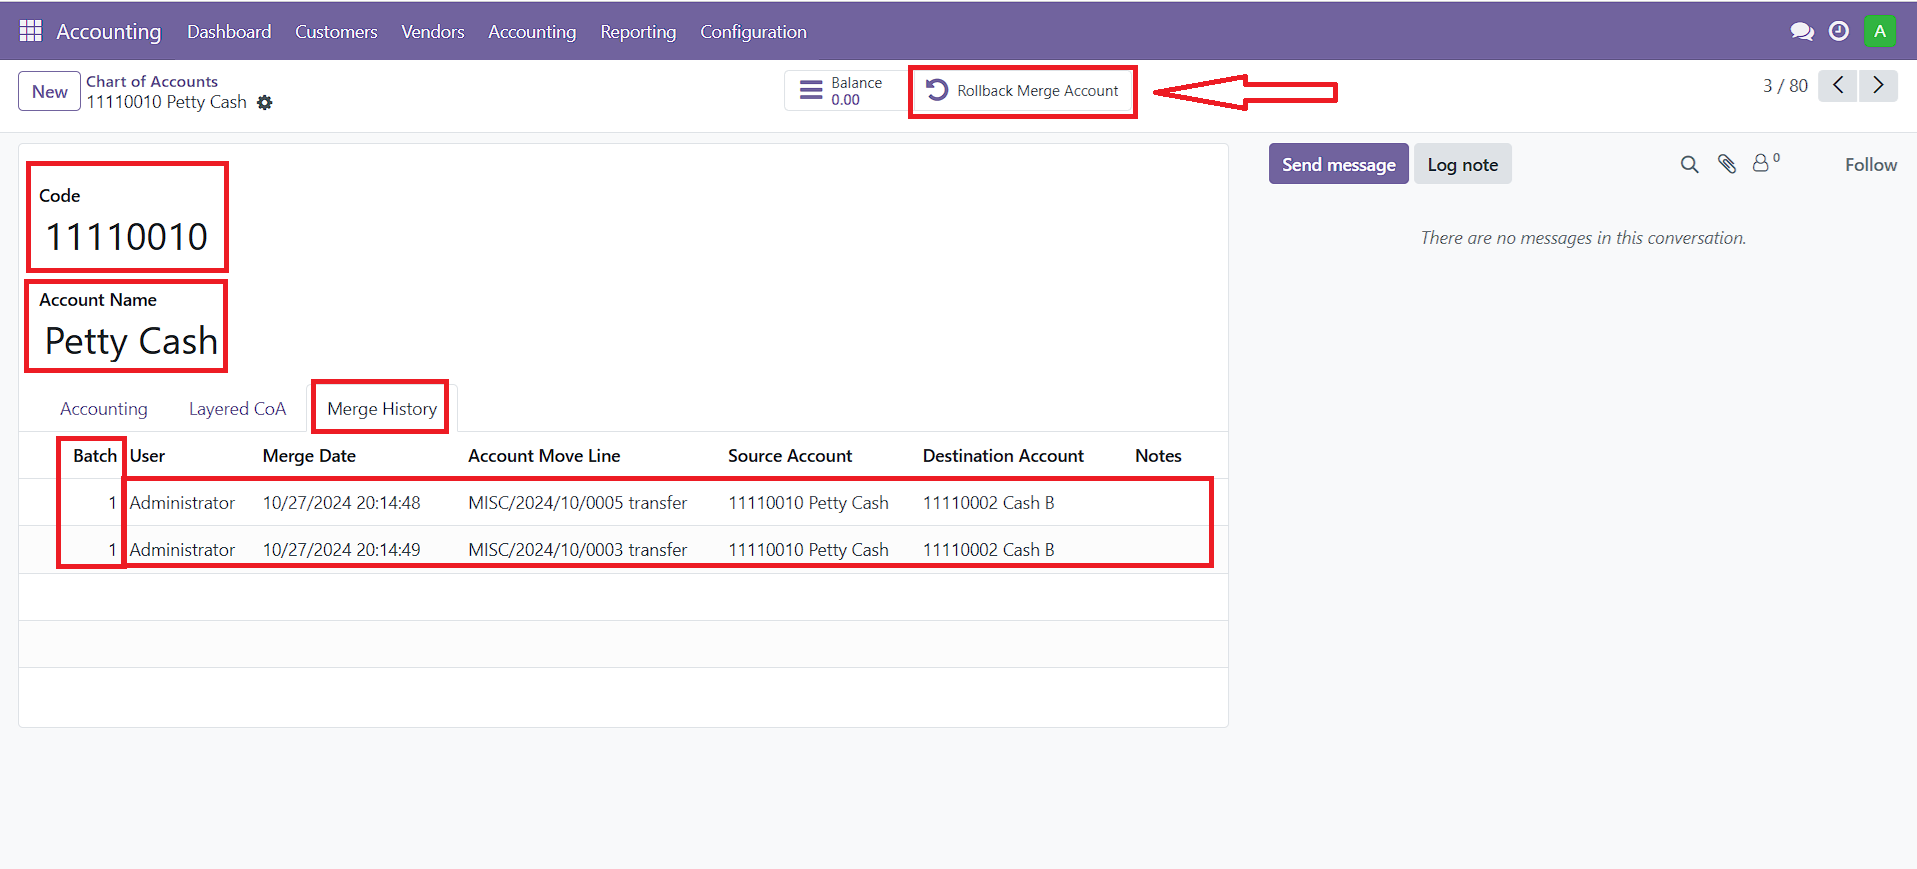 Accounting Dashboard Customers Vendors Accounting Reporting Configuration A
New Chart of Accounts
11110010 Petty Cash
Balance
0.00
Rollback Merge Account
3 / 80
Send message Log note 0 Follow
There are no messages in this conversation.
Code
11110010
Account Name
Petty Cash
Accounting Layered CoA Merge History
Batch User Merge Date Account Move Line Source Account Destination Account Notes
1 Administrator 10/27/2024 20:14:48 MISC/2024/10/0005 transfer 11110010 Petty Cash 11110002 Cash B
1 Administrator 10/27/2024 20:14:49 MISC/2024/10/0003 transfer 11110010 Petty Cash 11110002 Cash B